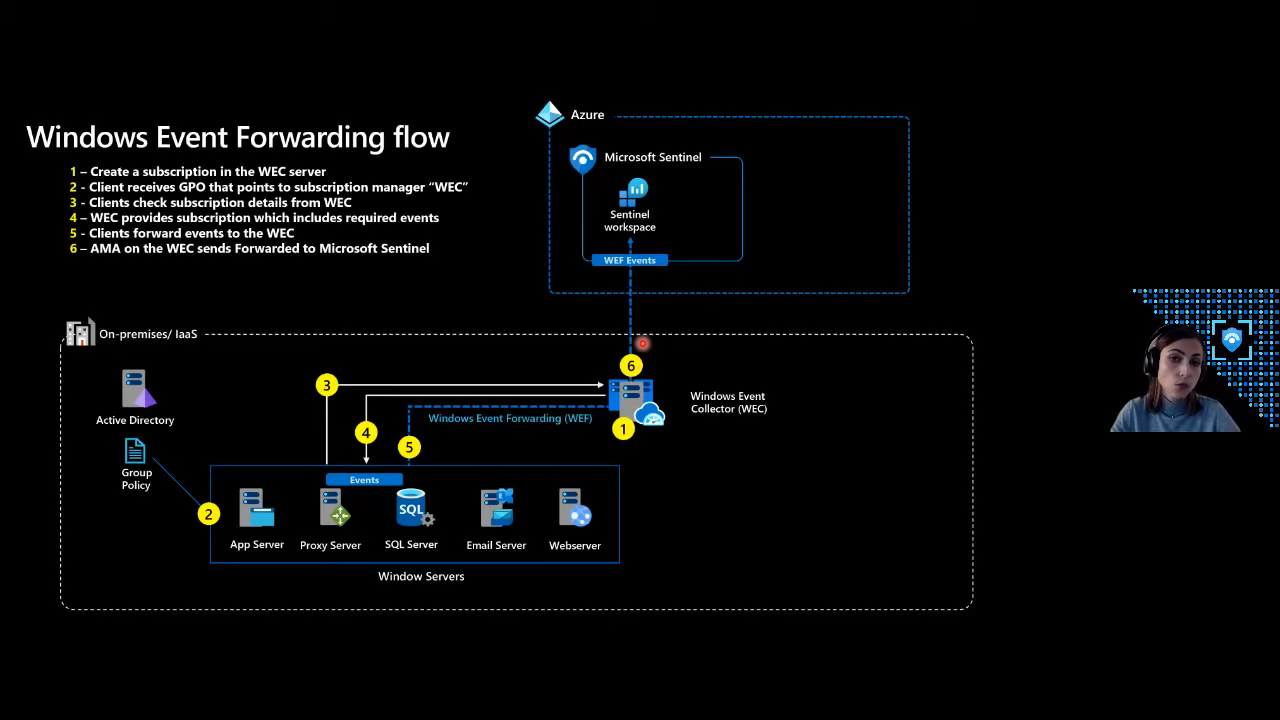 Windows Event Forwarding flow
1 – Create a subscription in the WEC server
2 - Client receives GPO that points to subscription manager “WEC”
3 - Clients check subscription details from WEC
4 – WEC provides subscription which includes required events
5 - Clients forward events to the WEC
6 – AMA on the WEC sends Forwarded to Microsoft Sentinel
Azure
Microsoft Sentinel
Sentinel
workspace
WEF Events
On-premises/ IaaS
6
3
Windows Event
Collector (WEC)
Active Directory
Windows Event Forwarding (WEF)
1
4
5
Group
Policy
Events
2
SQL
App Server
Proxy Server
SQL Server
Email Server
Webserver
Window Servers